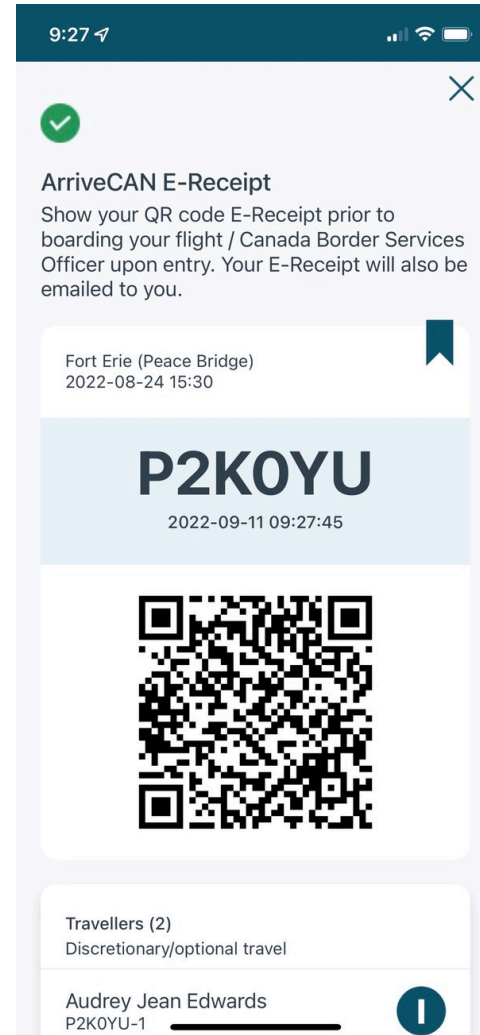 9:27
ArriveCAN E-Receipt
Show your QR code E-Receipt prior to
boarding your flight / Canada Border Services
Officer upon entry. Your E-Receipt will also be
emailed to you.
Fort Erie (Peace Bridge)
2022-08-24 15:30
P2K0YU
2022-09-11 09:27:45
Travellers (2)
Discretionary/optional travel
Audrey Jean Edwards
P2K0YU-1
I